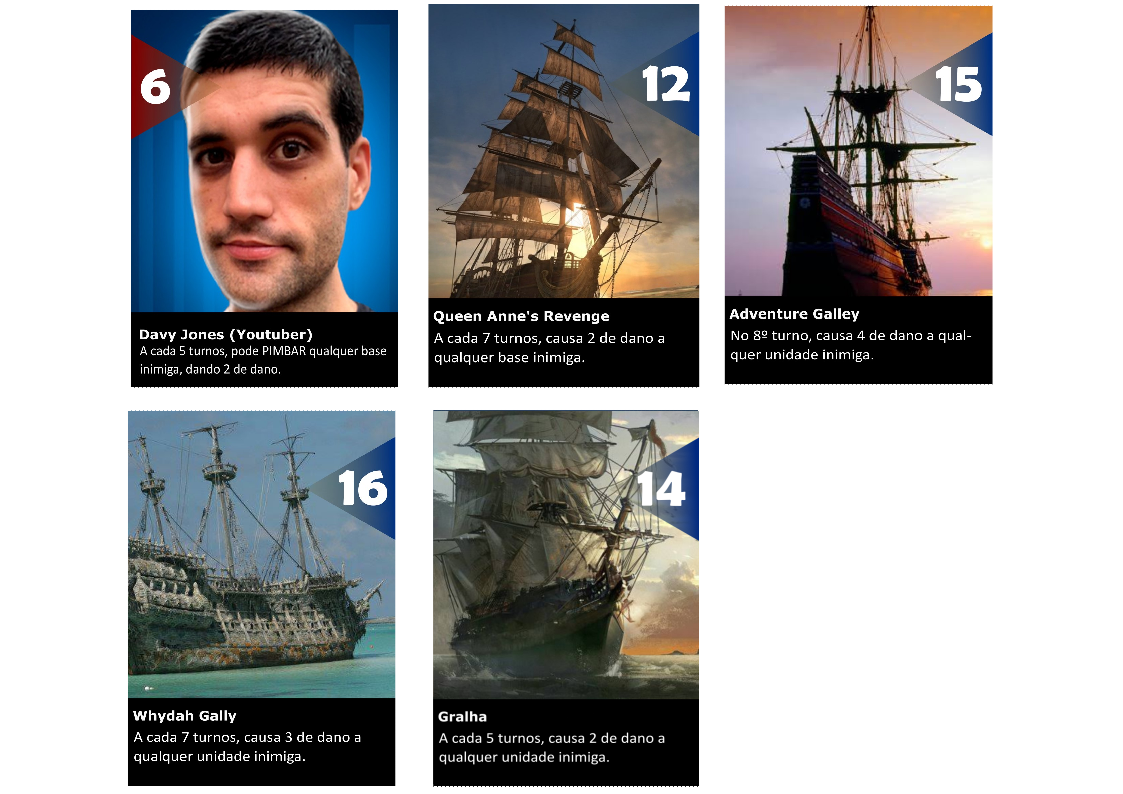 6
Davy Jones (Youtuber)
A cada 5 turnos, pode PIMBAR qualquer base
inimiga, dando 2 de dano.
12
Queen Anne's Revenge
A cada 7 turnos, causa 2 de dano a
qualquer base inimiga.
15
Adventure Galley
No 8º turno, causa 4 de dano a qual-
quer unidade inimiga.
16
Whydah Gally
A cada 7 turnos, causa 3 de dano a
qualquer unidade inimiga.
14
Gralha
A cada 5 turnos, causa 2 de dano a
qualquer unidade inimiga.